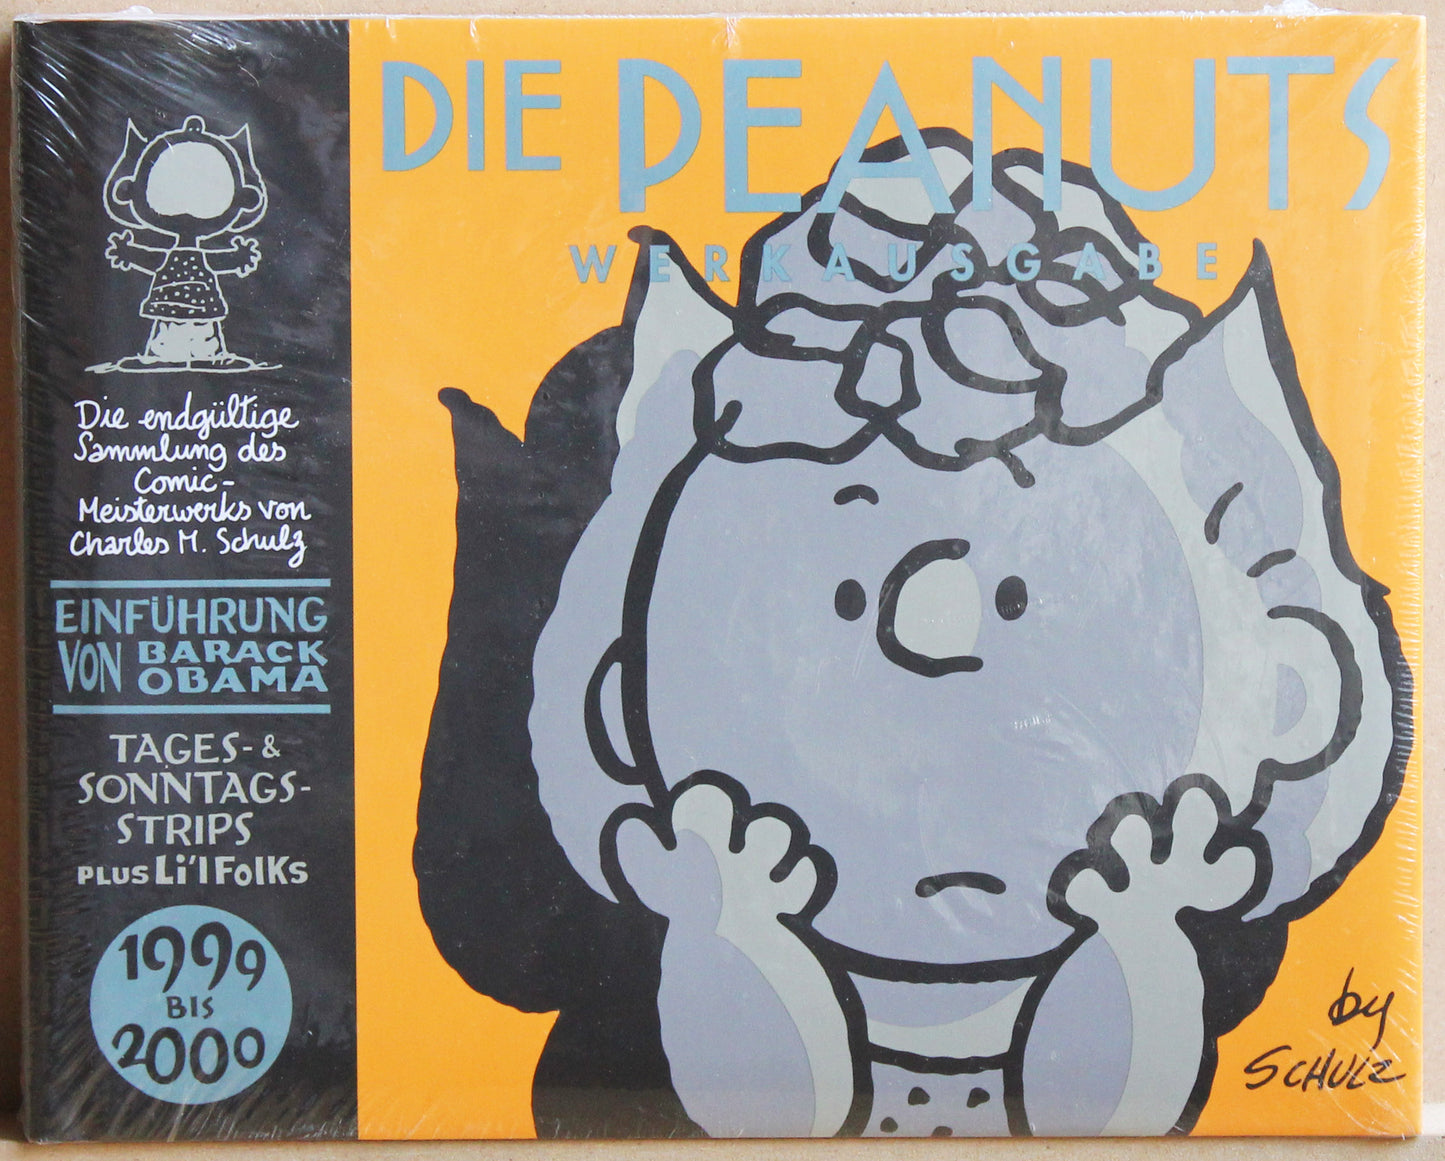 DIE PEANUTS
WERKAUSGABE
Die endgültige
Sammlung des
Comic-
Meisterwerks von
Charles M. Schulz
EINFÜHRUNG
VON BARACK
OBAMA
TAGES- &
SONNTAGS-
STRIPS
PLUS Li'l FolKs
1999
BIS
2000
by
SCHULZ